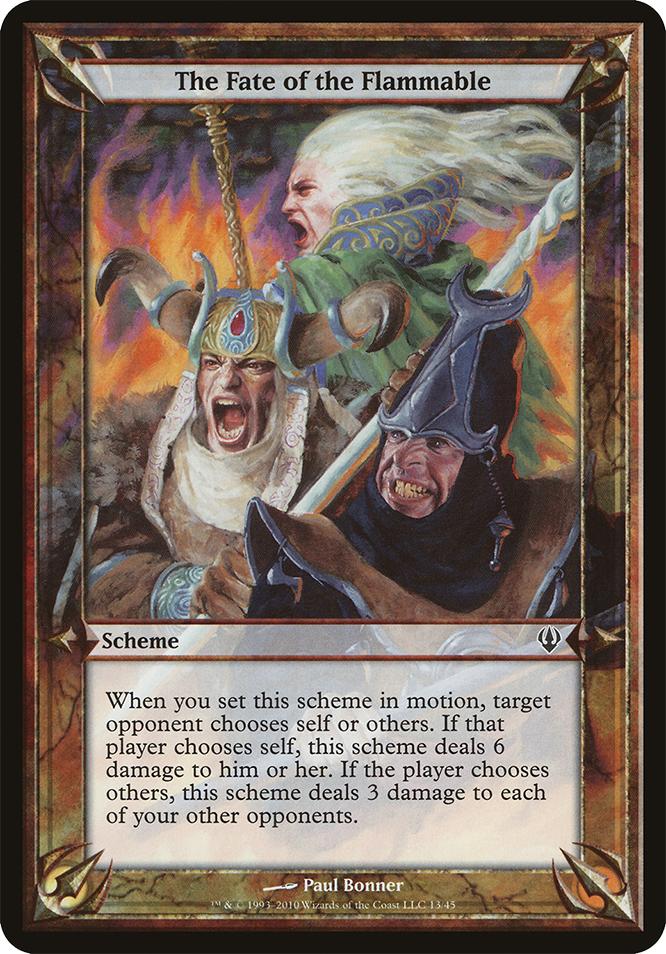 The Fate of the Flammable
Scheme
When you set this scheme in motion, target
opponent chooses self or others. If that
player chooses self, this scheme deals 6
damage to him or her. If the player chooses
others, this scheme deals 3 damage to each
of your other opponents.
Paul Bonner
™ & © 1993–2010 Wizards of the Coast LLC 13/45